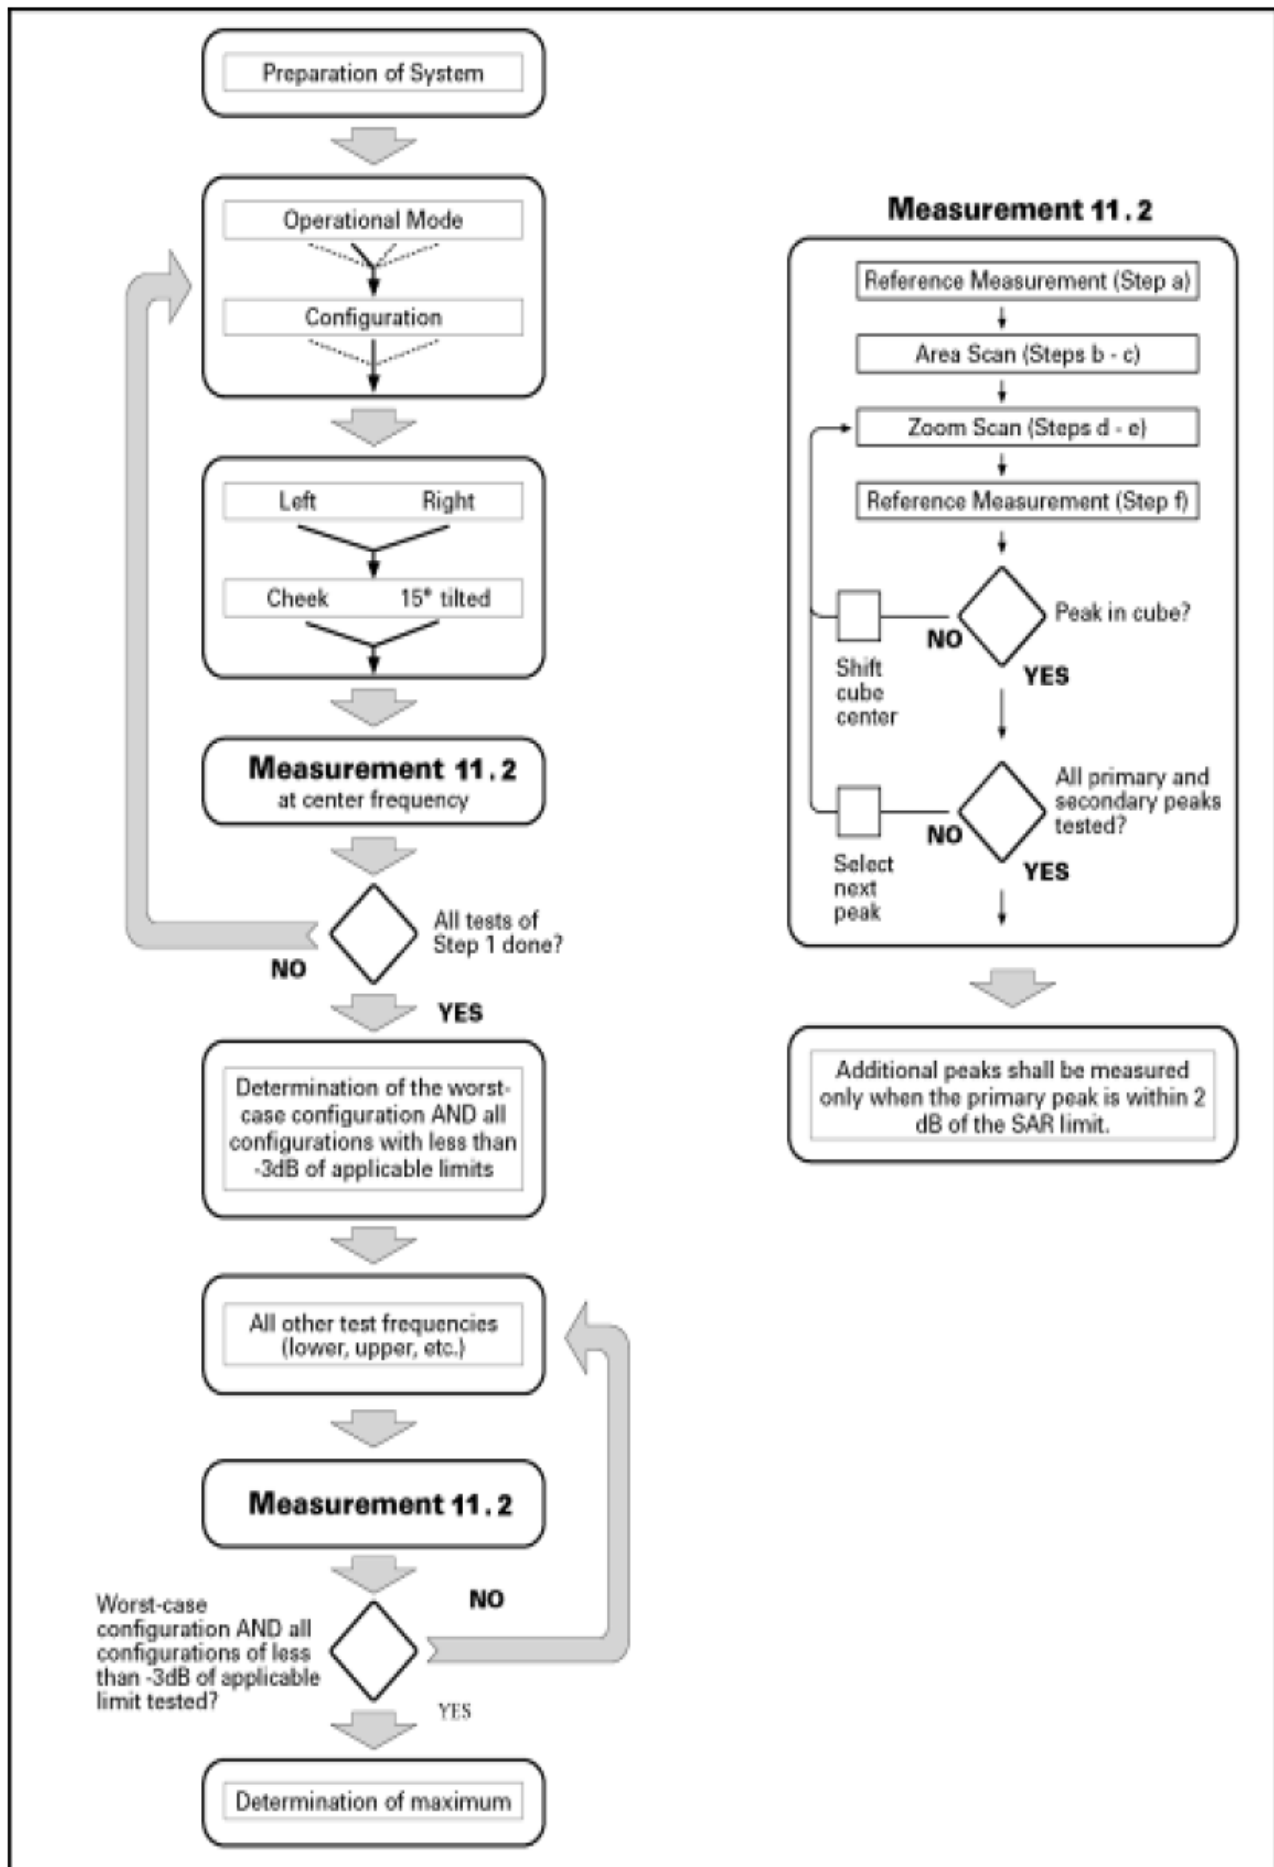 Preparation of System
Operational Mode
Configuration
Left Right
Cheek 15° tilted
Measurement 11.2
at center frequency
All tests of
Step 1 done?
NO
YES
Determination of the worst-
case configuration AND all
configurations with less than
-3dB of applicable limits
All other test frequencies
(lower, upper, etc.)
Measurement 11.2
NO
Worst-case
configuration AND all
configurations of less
than -3dB of applicable
limit tested?
YES
Determination of maximum
Measurement 11.2
Reference Measurement (Step a)
Area Scan (Steps b - c)
Zoom Scan (Steps d - e)
Reference Measurement (Step f)
Peak in cube?
NO
YES
Shift
cube
center
All primary and
secondary peaks
tested?
NO
YES
Select
next
peak
Additional peaks shall be measured
only when the primary peak is within 2
dB of the SAR limit.